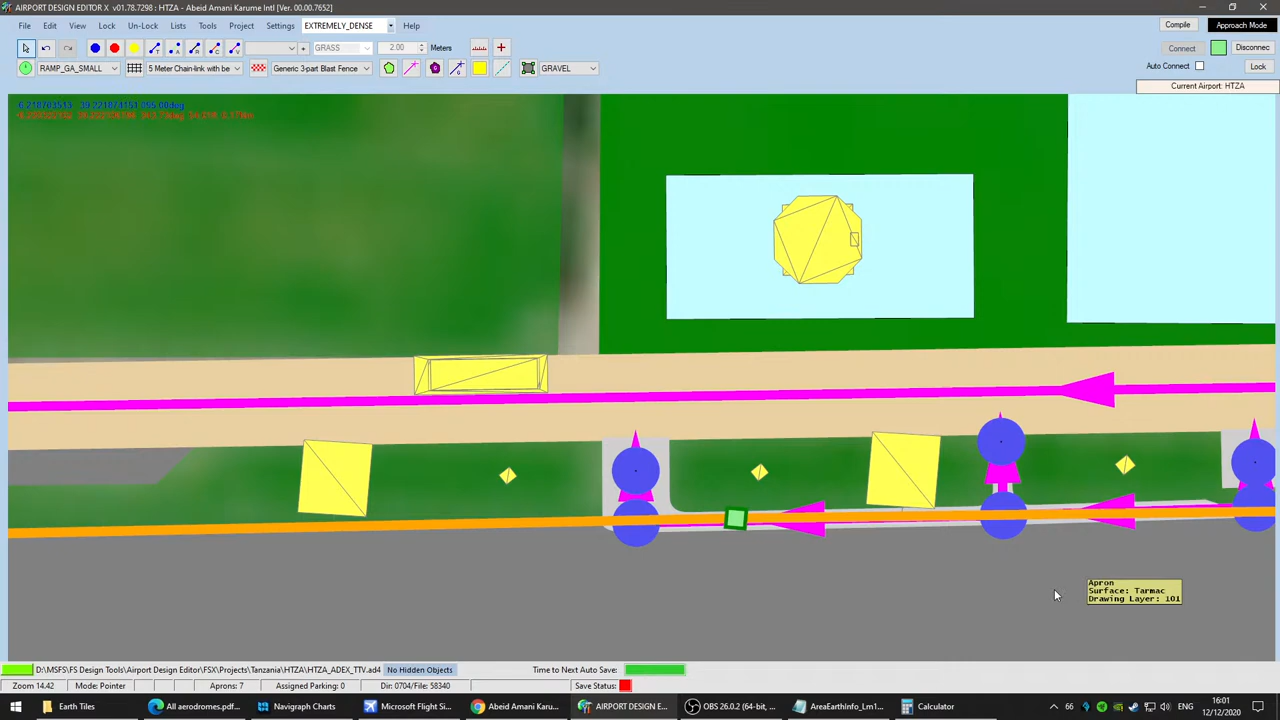 AIRPORT DESIGN EDITOR X v01.78.7298 : HTZA - Abeid Amani Karume Intl [Ver. 00.00.7652]
File Edit View Lock Un-Lock Lists Tools Project Settings EXTREMELY_DENSE Help
Compile Approach Mode
GRASS 2.00 Meters
Connect Disconnec
RAMP_GA_SMALL 5 Meter Chain-link with be Generic 3-part Blast Fence GRAVEL
Auto Connect Lock
Current Airport: HTZA
Apron
Surface: Tarmac
Drawing Layer: 101
D:\MSFS\FS Design Tools\Airport Design Editor\FSX\Projects\Tanzania\HTZA\HTZA_ADEX_TTV.ad4 No Hidden Objects Time to Next Auto Save:
Zoom 14.42 Mode: Pointer Aprons: 7 Assigned Parking: 0 Dir: 0704/File: 58340 Save Status:
Earth Tiles All aerodromes.pdf... Navigraph Charts Microsoft Flight Si... Abeid Amani Karu... AIRPORT DESIGN E... OBS 26.0.2 (64-bit, ... AreaEarthInfo_Lm1... Calculator 66 ENG 16:01
12/12/2020